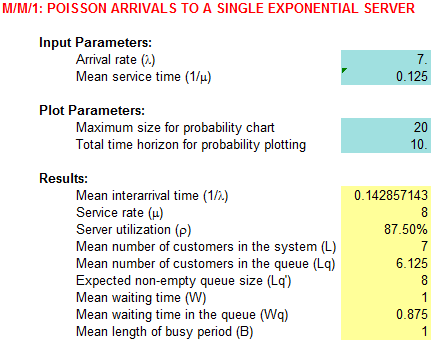 M/M/1: POISSON ARRIVALS TO A SINGLE EXPONENTIAL SERVER
Input Parameters:
Arrival rate (λ) 7.
Mean service time (1/μ) 0.125
Plot Parameters:
Maximum size for probability chart 20
Total time horizon for probability plotting 10.
Results:
Mean interarrival time (1/λ) 0.142857143
Service rate (μ) 8
Server utilization (ρ) 87.50%
Mean number of customers in the system (L) 7
Mean number of customers in the queue (Lq) 6.125
Expected non-empty queue size (Lq') 8
Mean waiting time (W) 1
Mean waiting time in the queue (Wq) 0.875
Mean length of busy period (B) 1